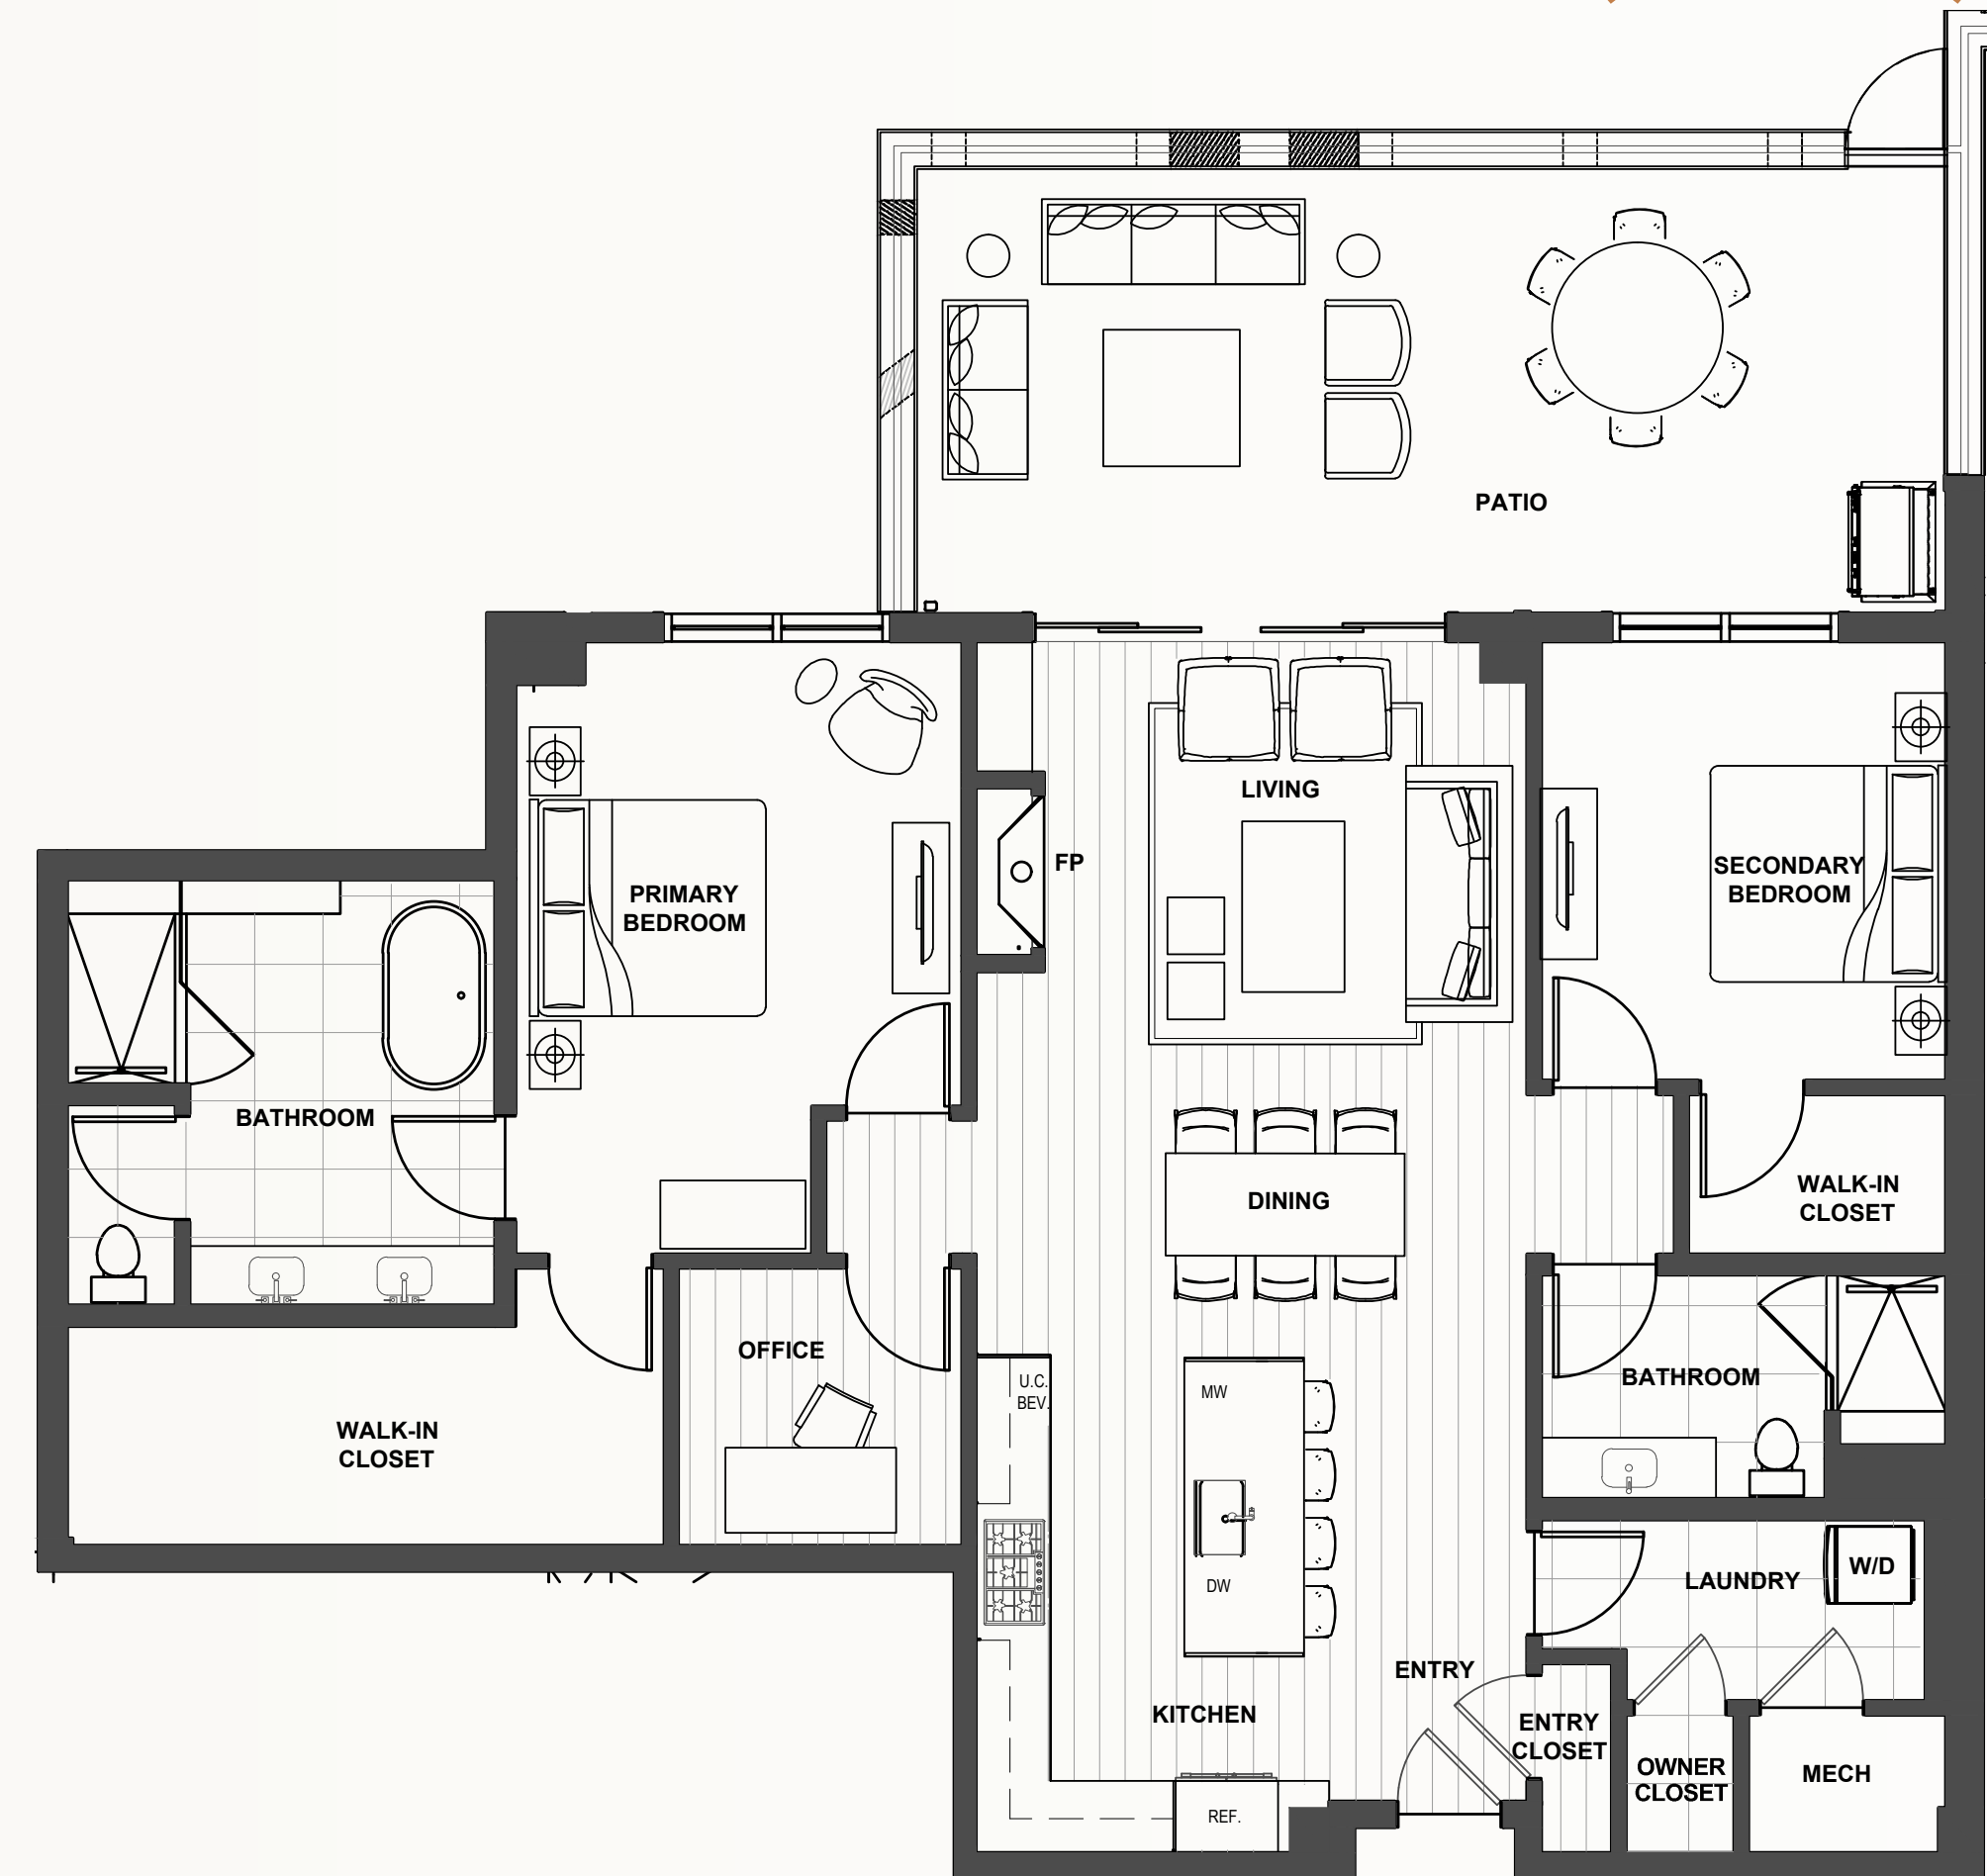 PATIO
LIVING
FP
PRIMARY
BEDROOM
SECONDARY
BEDROOM
BATHROOM
DINING
WALK-IN
CLOSET
OFFICE
U.C.
BEV.
MW
BATHROOM
WALK-IN
CLOSET
DW
LAUNDRY
W/D
ENTRY
KITCHEN
ENTRY
CLOSET
OWNER
CLOSET
MECH
REF.